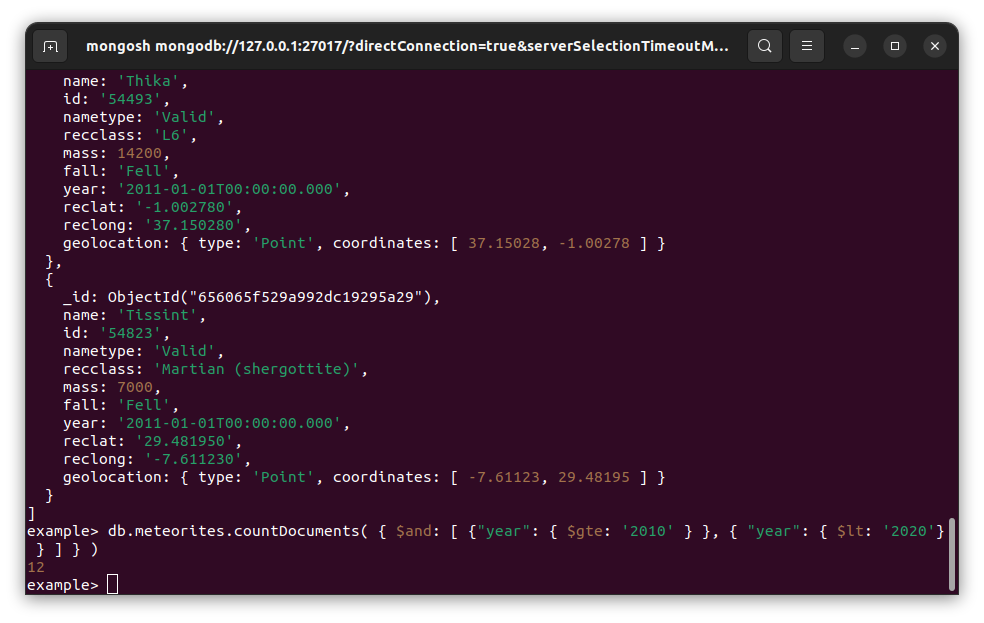 mongosh mongodb://127.0.0.1:27017/?directConnection=true&serverSelectionTimeoutM...
name: 'Thika',
id: '54493',
nametype: 'Valid',
recclass: 'L6',
mass: 14200,
fall: 'Fell',
year: '2011-01-01T00:00:00.000',
reclat: '-1.002780',
reclong: '37.150280',
geolocation: { type: 'Point', coordinates: [ 37.15028, -1.00278 ] }
},
{
_id: ObjectId("656065f529a992dc19295a29"),
name: 'Tissint',
id: '54823',
nametype: 'Valid',
recclass: 'Martian (shergottite)',
mass: 7000,
fall: 'Fell',
year: '2011-01-01T00:00:00.000',
reclat: '29.481950',
reclong: '-7.611230',
geolocation: { type: 'Point', coordinates: [ -7.61123, 29.48195 ] }
}
]
example> db.meteorites.countDocuments( { $and: [ {"year": { $gte: '2010' } }, { "year": { $lt: '2020'}
} ] } )
12
example>